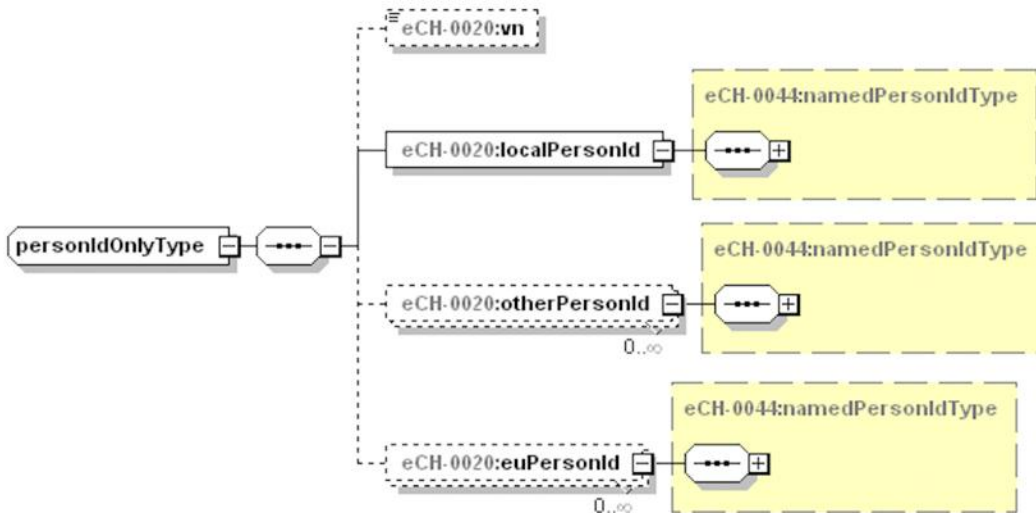 eCH-0020:vn
eCH-0044:namedPersonIdType
eCH-0020:localPersonId
personIdOnlyType
eCH-0044:namedPersonIdType
eCH-0020:otherPersonId
0..∞
eCH-0044:namedPersonIdType
eCH-0020:euPersonId
0..∞